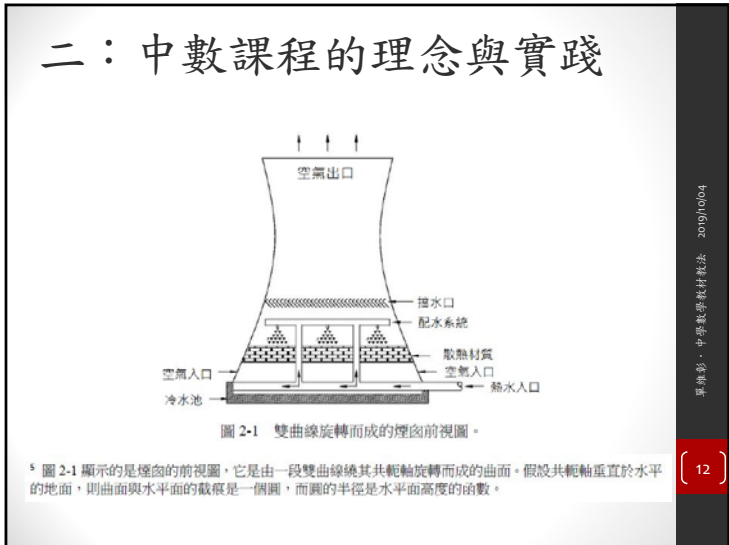 二：中數課程的理念與實踐
空氣出口
擋水口
配水系統
散熱材質
空氣入口
空氣入口
熱水入口
冷水池
圖 2-1 雙曲線旋轉而成的煙囪前視圖。
5 圖 2-1 顯示的是煙囪的前視圖，它是由一段雙曲線繞其共軛軸旋轉而成的曲面。假設共軛軸垂直於水平
的地面，則曲面與水平面的截痕是一個圓，而圓的半徑是水平面高度的函數。
單維彰．中學數學教材教法 2019/10/04
12